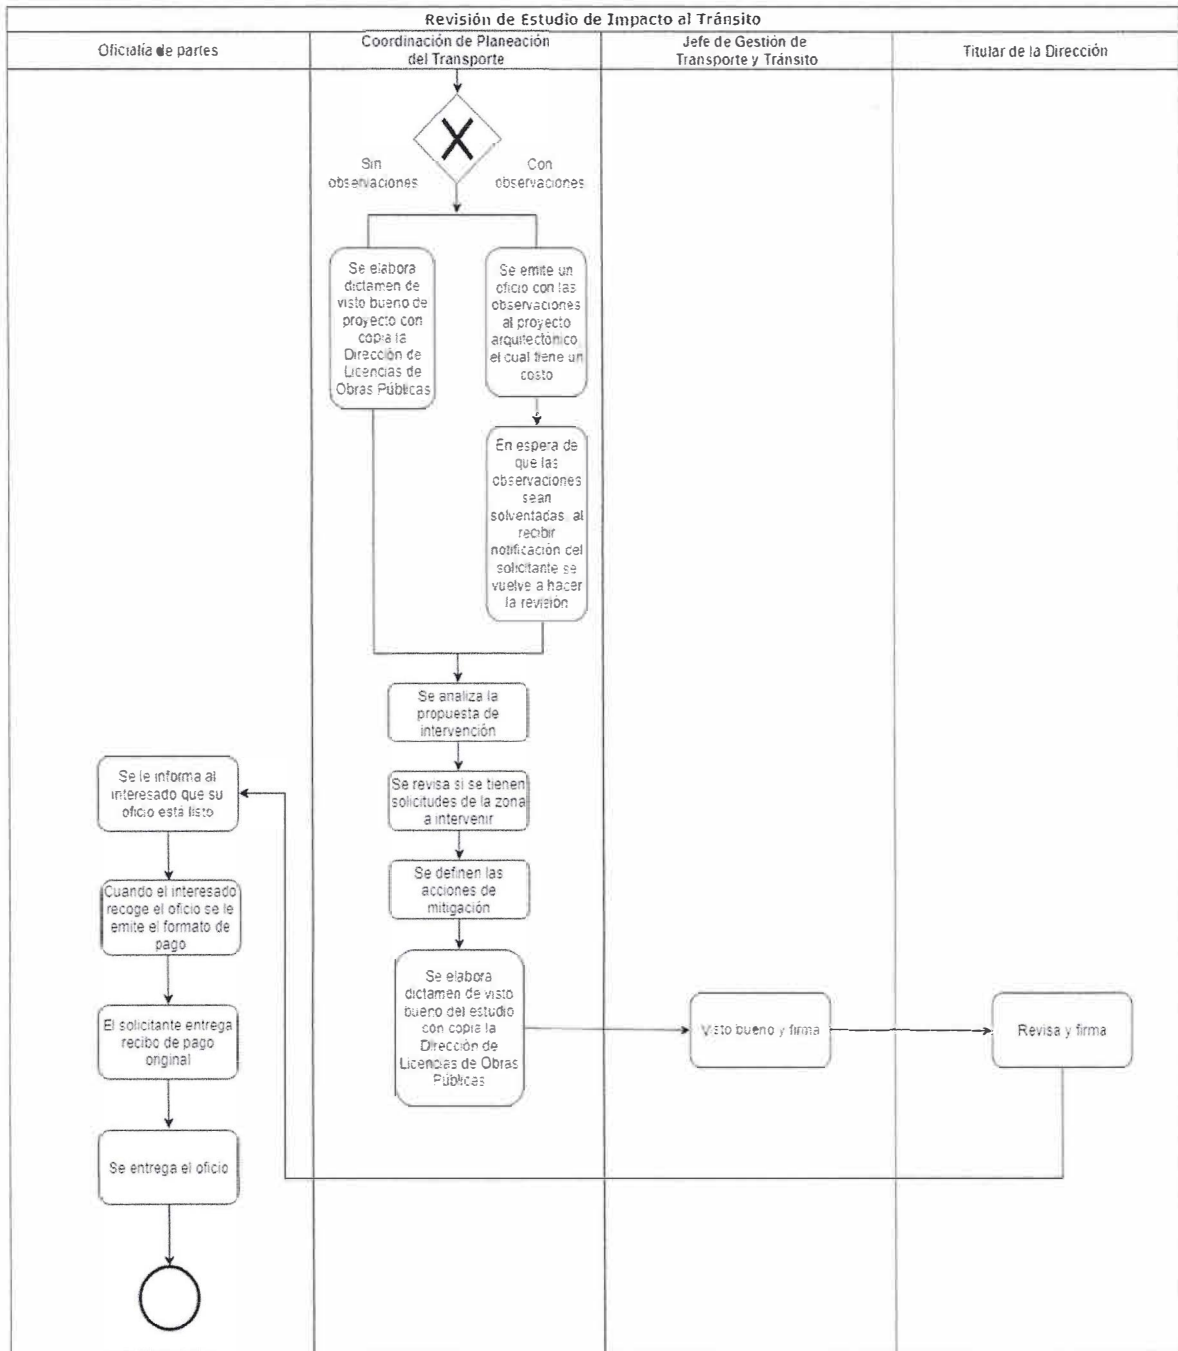 Revisión de Estudio de Impacto al Tránsito
Oficialía de partes
Coordinación de Planeación
del Transporte
Jefe de Gestión de
Transporte y Tránsito
Titular de la Dirección
Sin
observaciones
Con
observaciones
Se elabora
dictamen de
visto bueno de
proyecto con
copia la
Dirección de
Licencias de
Obras Públicas
Se emite un
oficio con las
observaciones
al proyecto
arquitectónico
el cual tiene un
costo
En espera de
que las
observaciones
sean
solventadas, al
recibir
notificación del
solicitante se
vuelve a hacer
la revisión
Se analiza la
propuesta de
intervención
Se revisa si se tienen
solicitudes de la zona
a intervenir
Se definen las
acciones de
mitigación
Se elabora
dictamen de visto
bueno del estudio
con copia la
Dirección de
Licencias de Obras
Públicas
Visto bueno y firma
Revisa y firma
Se le informa al
interesado que su
oficio está listo
Cuando el interesado
recoge el oficio se le
emite el formato de
pago
El solicitante entrega
recibo de pago
original
Se entrega el oficio